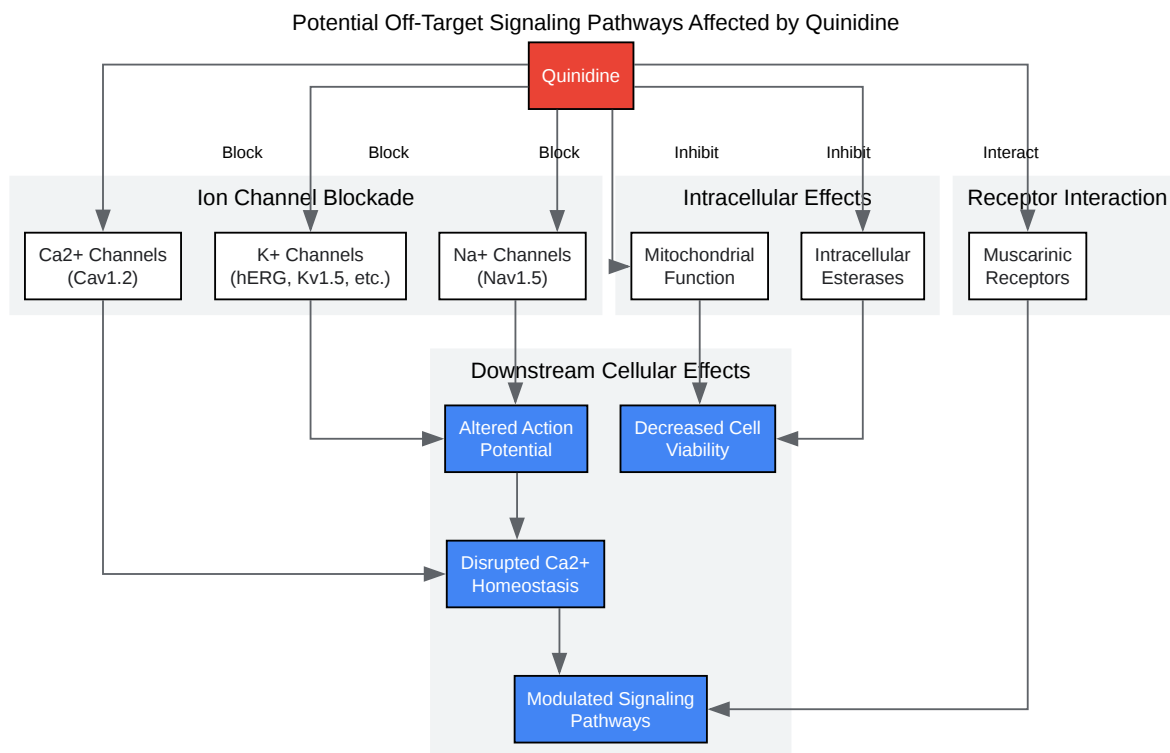 Potential Off-Target Signaling Pathways Affected by Quinidine
Quinidine
Block
Block
Block
Inhibit
Inhibit
Interact
Ion Channel Blockade
Intracellular Effects
Receptor Interaction
Ca2+ Channels
(Cav1.2)
K+ Channels
(hERG, Kv1.5, etc.)
Na+ Channels
(Nav1.5)
Mitochondrial
Function
Intracellular
Esterases
Muscarinic
Receptors
Downstream Cellular Effects
Altered Action
Potential
Decreased Cell
Viability
Disrupted Ca2+
Homeostasis
Modulated Signaling
Pathways